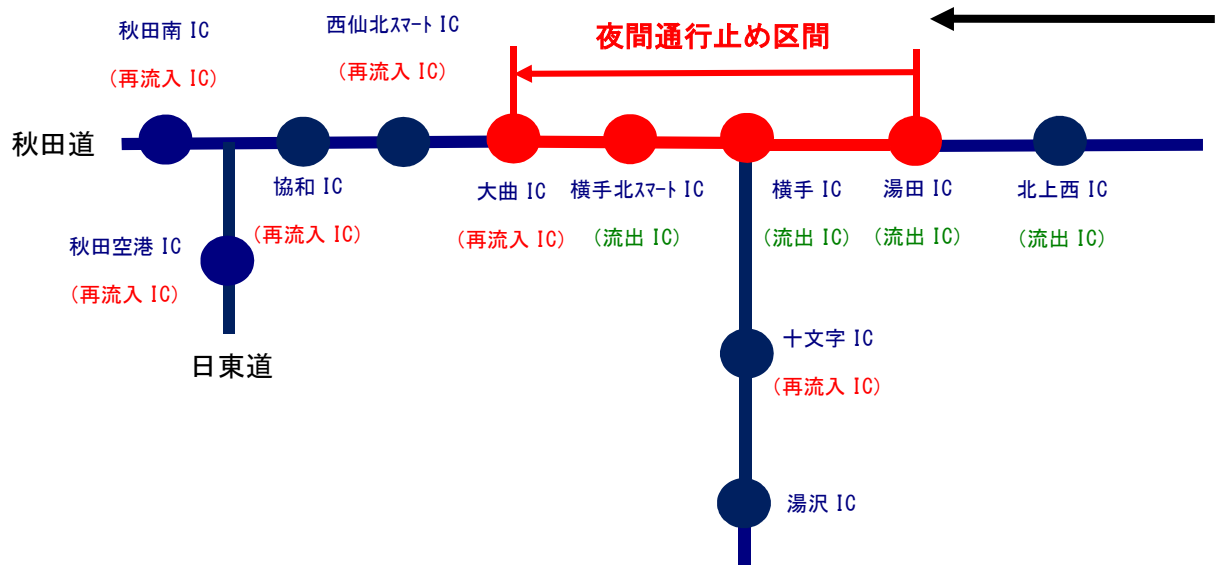 秋田南 IC
(再流入 IC)
西仙北スマート IC
(再流入 IC)
夜間通行止め区間
秋田道
協和 IC
(再流入 IC)
大曲 IC
(再流入 IC)
横手北スマート IC
(流出 IC)
横手 IC
(流出 IC)
湯田 IC
(流出 IC)
北上西 IC
(流出 IC)
秋田空港 IC
(再流入 IC)
日東道
十文字 IC
(再流入 IC)
湯沢 IC